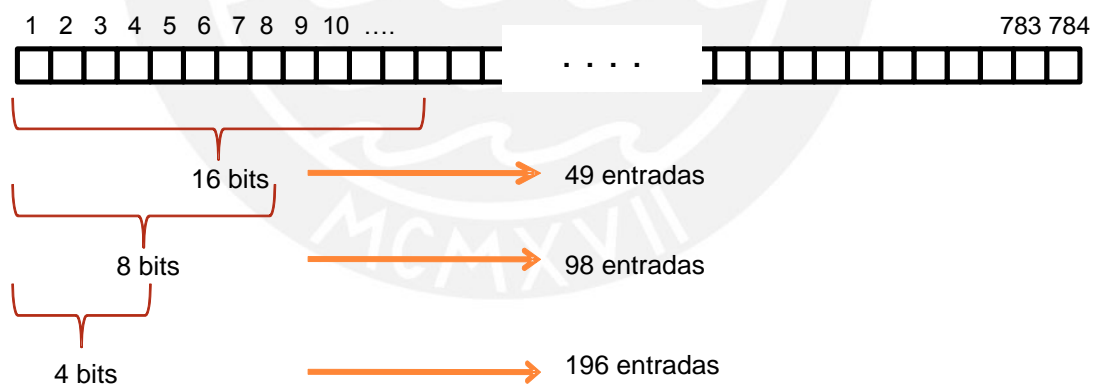 1 2 3 4 5 6 7 8 9 10 .... 783 784
. . . .
16 bits 49 entradas
MCMXVII
8 bits 98 entradas
4 bits 196 entradas